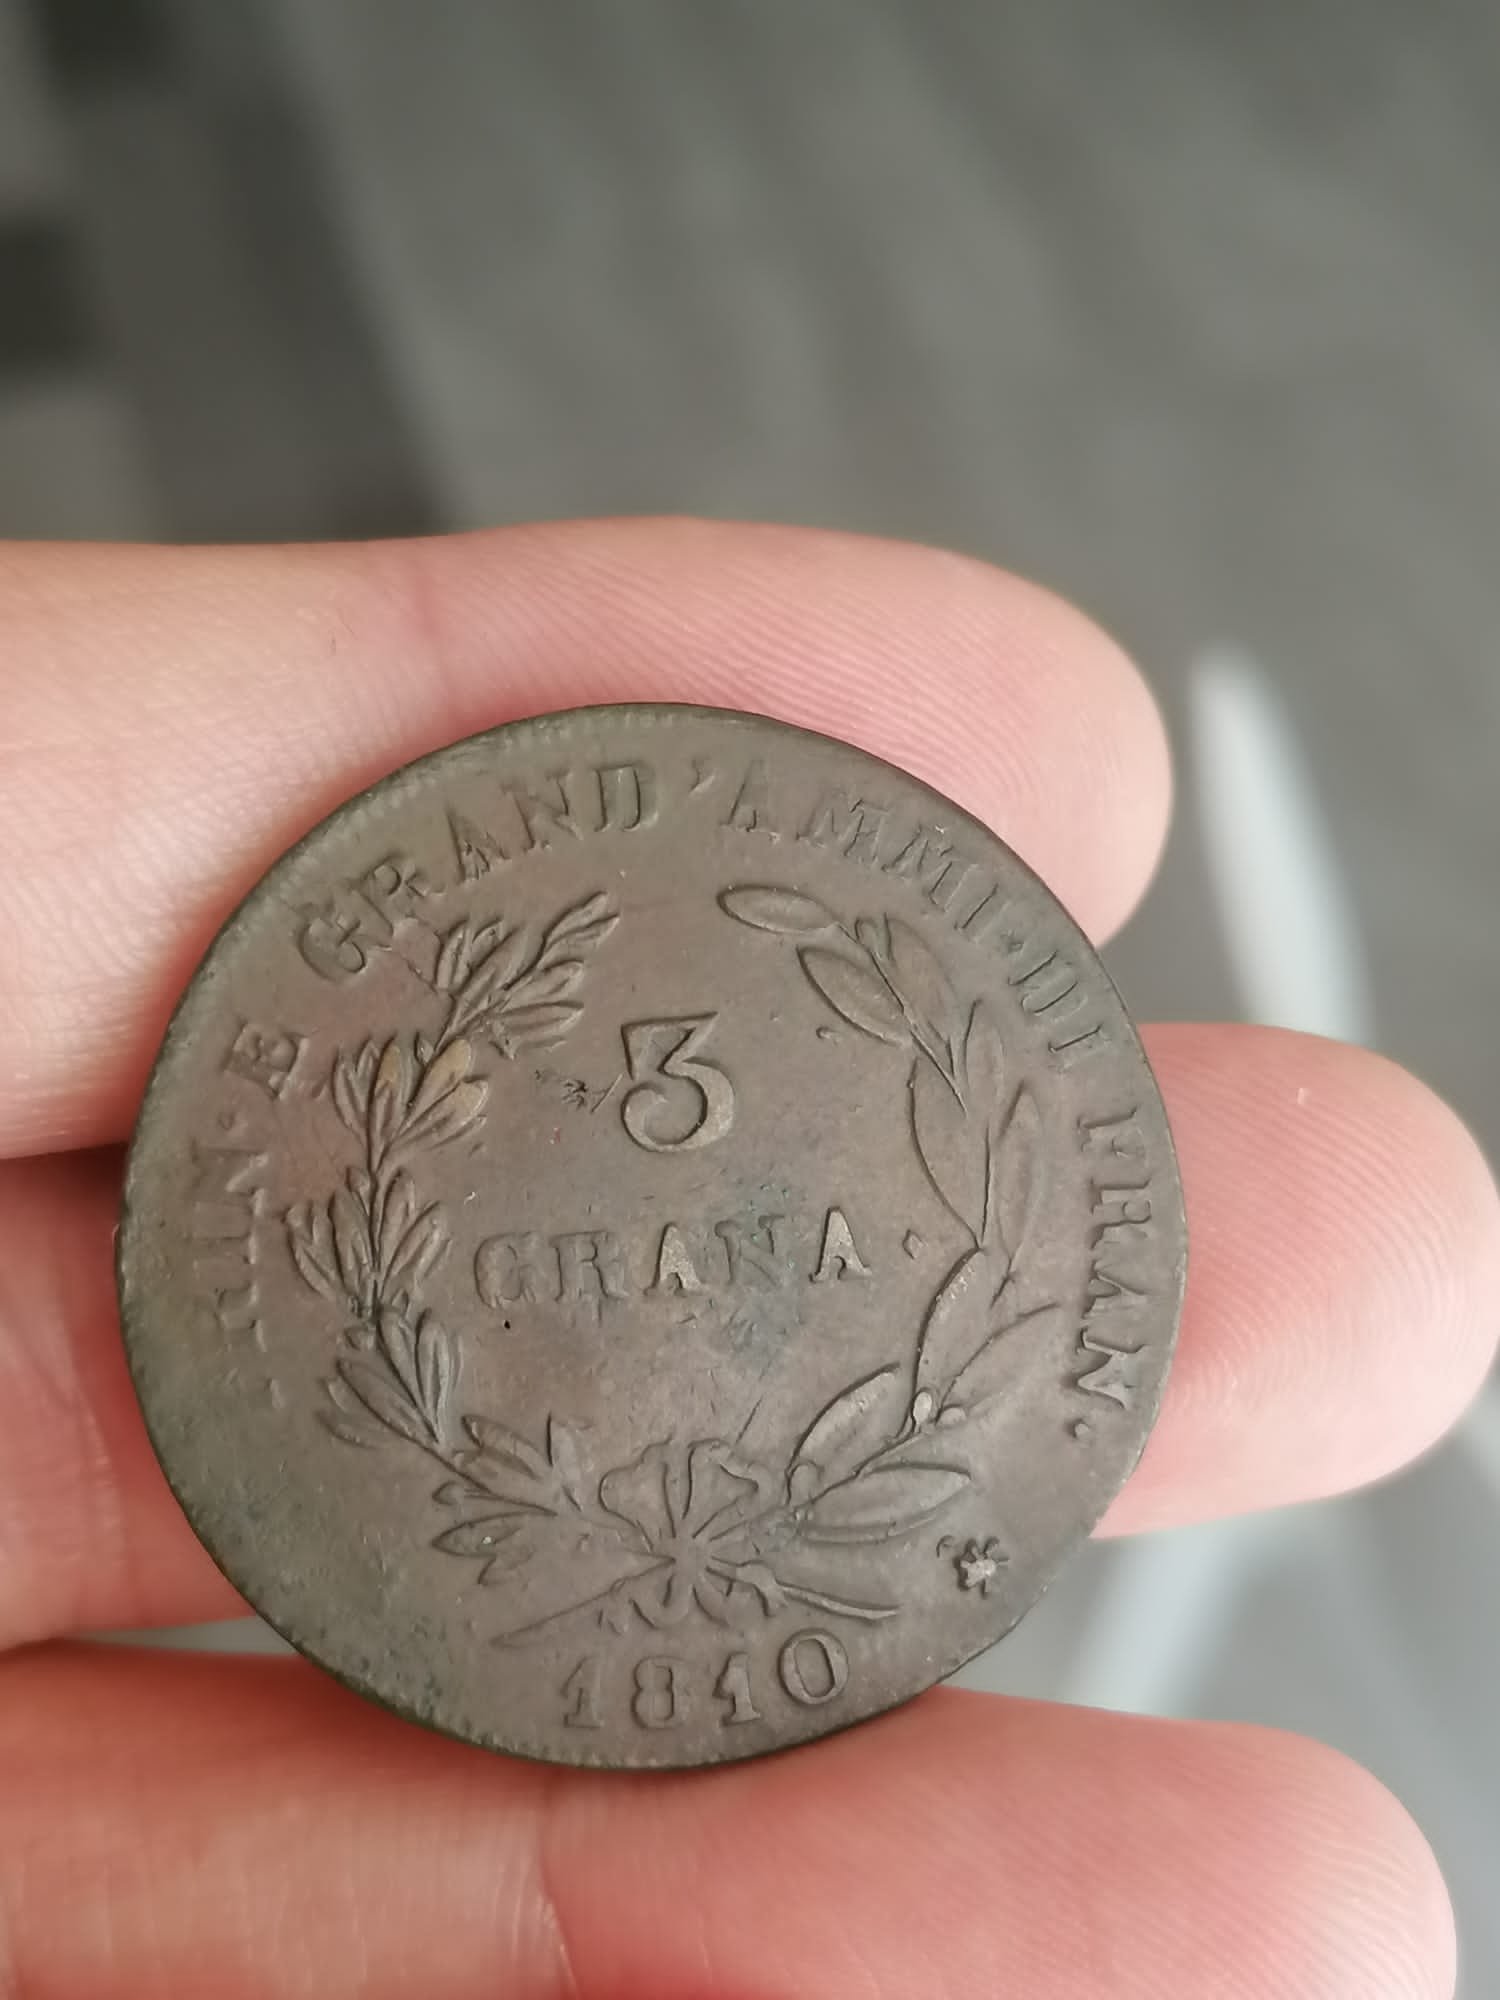 PRIN. E GRAND'AMMI. DI FRAN.
3
GRANA.
1810